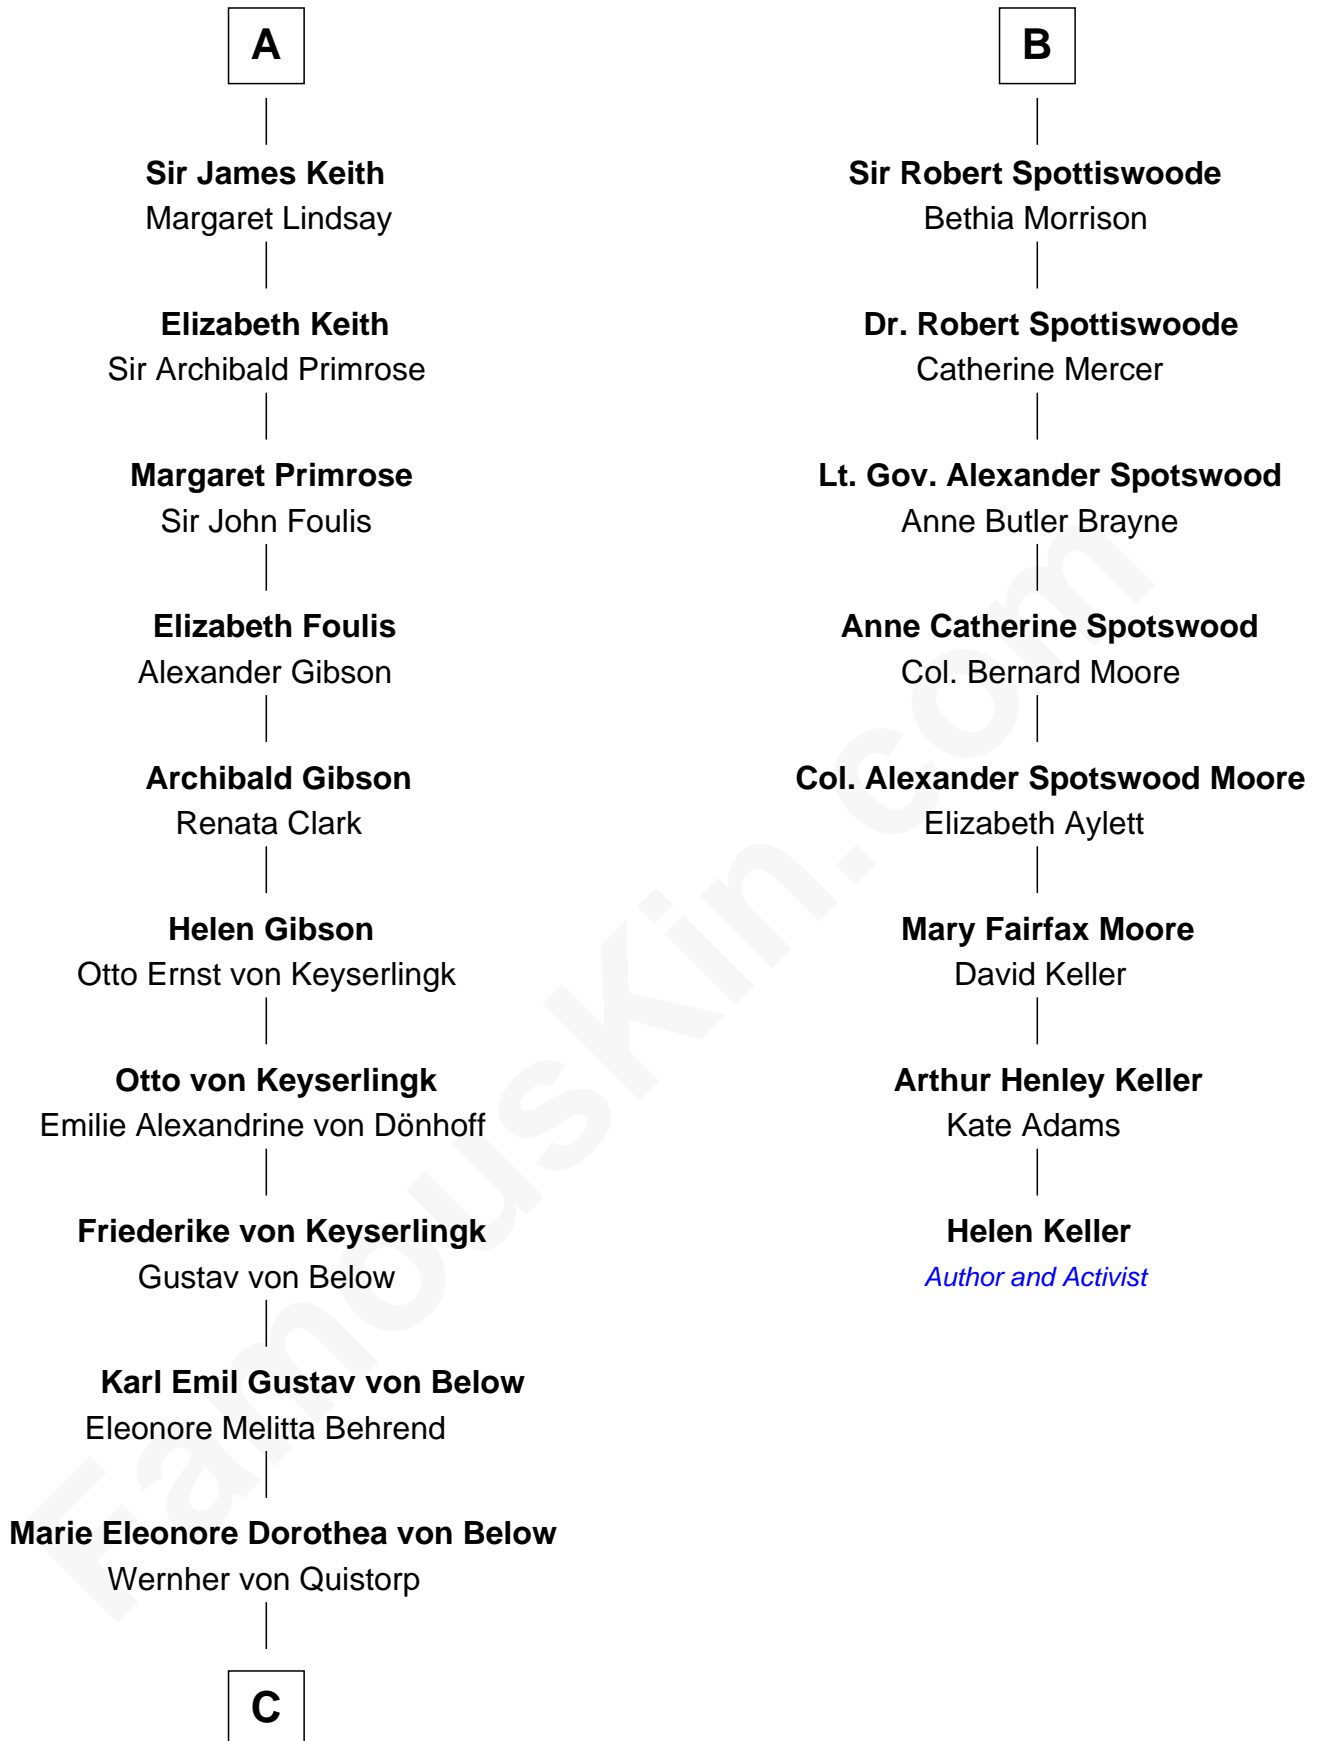 A
Sir James Keith
Margaret Lindsay
Elizabeth Keith
Sir Archibald Primrose
Margaret Primrose
Sir John Foulis
Elizabeth Foulis
Alexander Gibson
Archibald Gibson
Renata Clark
Helen Gibson
Otto Ernst von Keyserlingk
Otto von Keyserlingk
Emilie Alexandrine von Dönhoff
Friederike von Keyserlingk
Gustav von Below
Karl Emil Gustav von Below
Eleonore Melitta Behrend
Marie Eleonore Dorothea von Below
Wernher von Quistorp
C
B
Sir Robert Spottiswoode
Bethia Morrison
Dr. Robert Spottiswoode
Catherine Mercer
Lt. Gov. Alexander Spotswood
Anne Butler Brayne
Anne Catherine Spotswood
Col. Bernard Moore
Col. Alexander Spotswood Moore
Elizabeth Aylett
Mary Fairfax Moore
David Keller
Arthur Henley Keller
Kate Adams
Helen Keller
Author and Activist
FamousKin.com